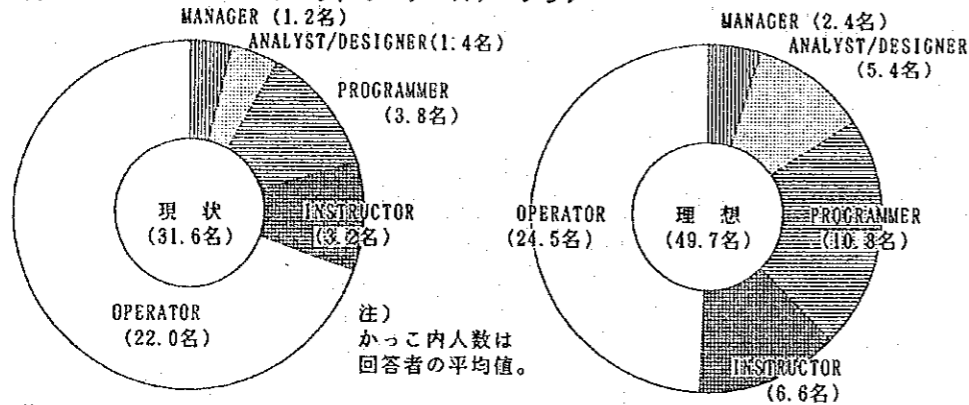 MANAGER (1.2名)
ANALYST/DESIGNER(1.4名)
PROGRAMMER
(3.8名)
INSTRUCTOR
(3.2名)
現 状
(31.6名)
OPERATOR
(22.0名)
注)
かっこ内人数は
回答者の平均値。
MANAGER (2.4名)
ANALYST/DESIGNER
(5.4名)
OPERATOR
(24.5名)
理 想
(49.7名)
PROGRAMMER
(10.8名)
INSTRUCTOR
(6.6名)